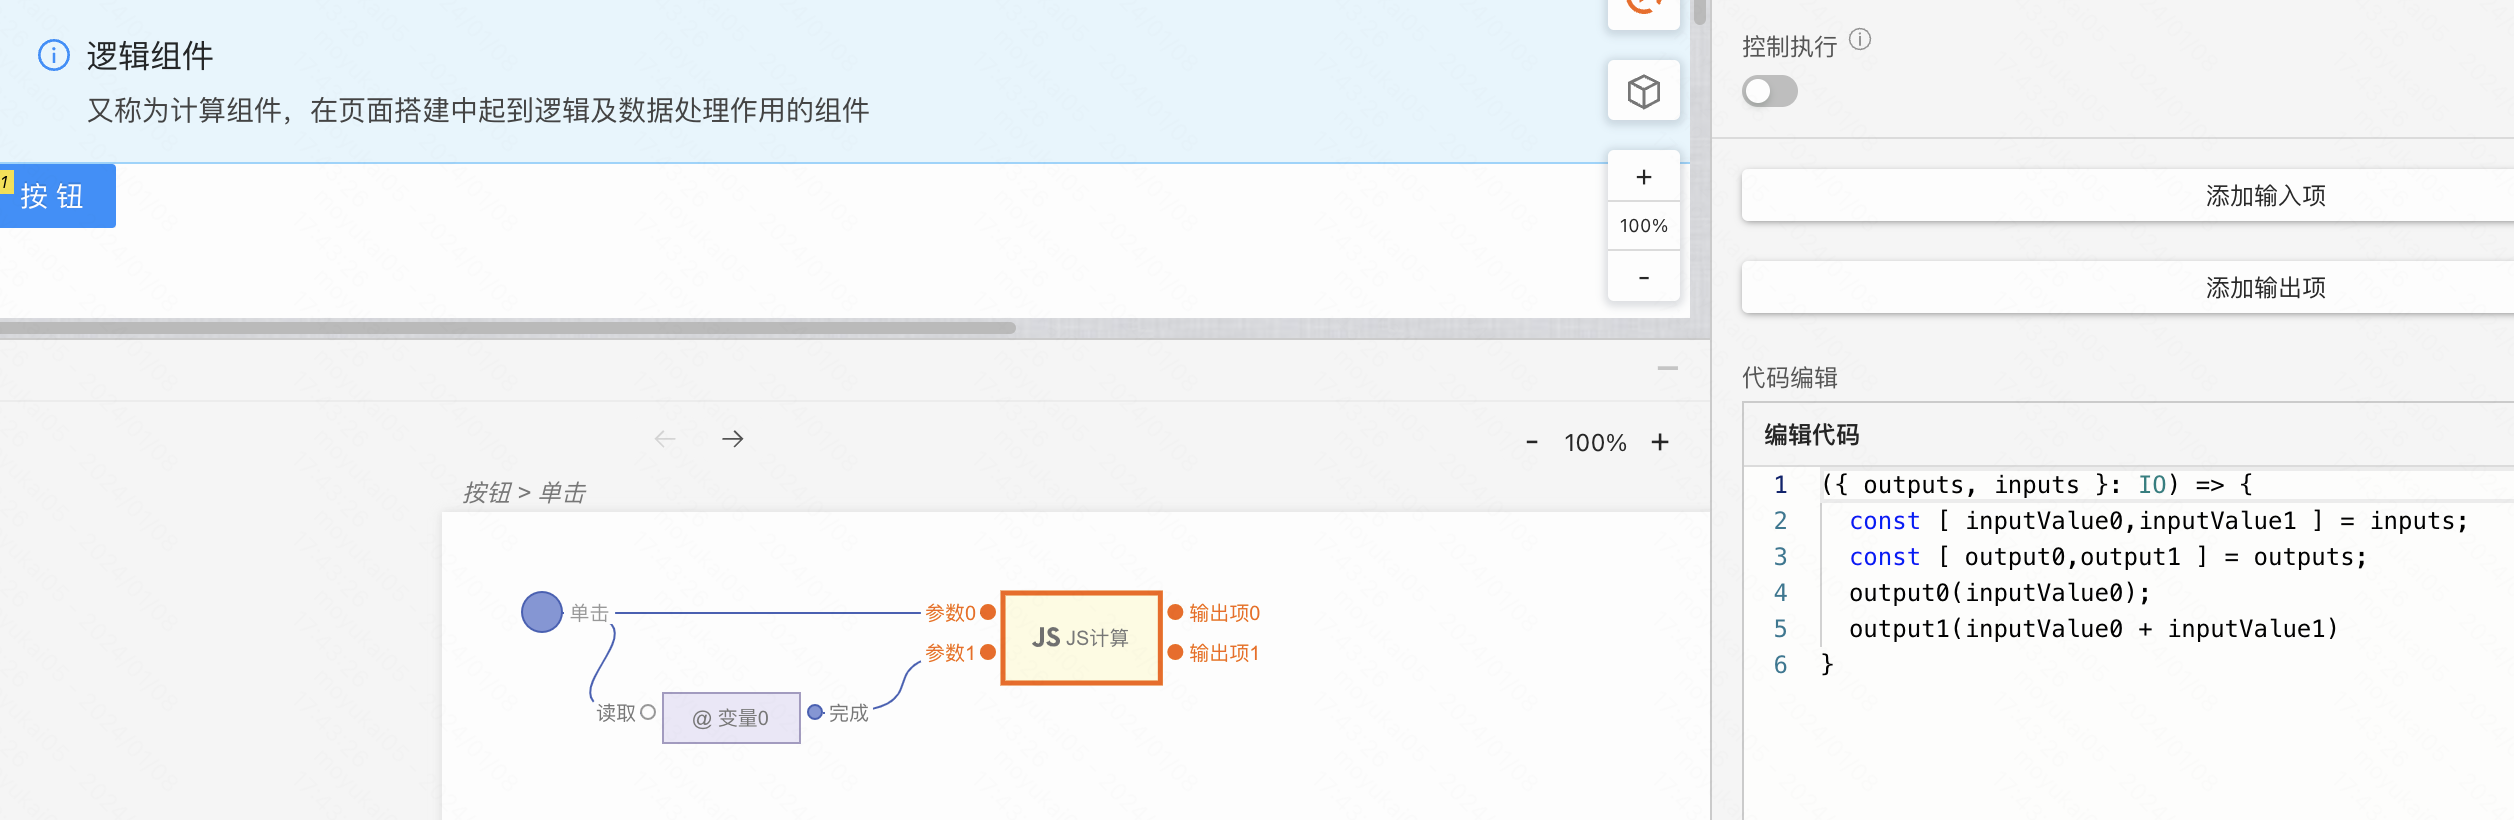 逻辑组件
又称为计算组件，在页面搭建中起到逻辑及数据处理作用的组件
1
按 钮
+
100%
-
控制执行
添加输入项
添加输出项
代码编辑
编辑代码
1 ({ outputs, inputs }: IO) => {
2 const [ inputValue0,inputValue1 ] = inputs;
3 const [ output0,output1 ] = outputs;
4 output0(inputValue0);
5 output1(inputValue0 + inputValue1)
6 }
- 100% +
按钮 > 单击
单击
参数0
参数1
JS JS计算
输出项0
输出项1
读取
@ 变量0
完成